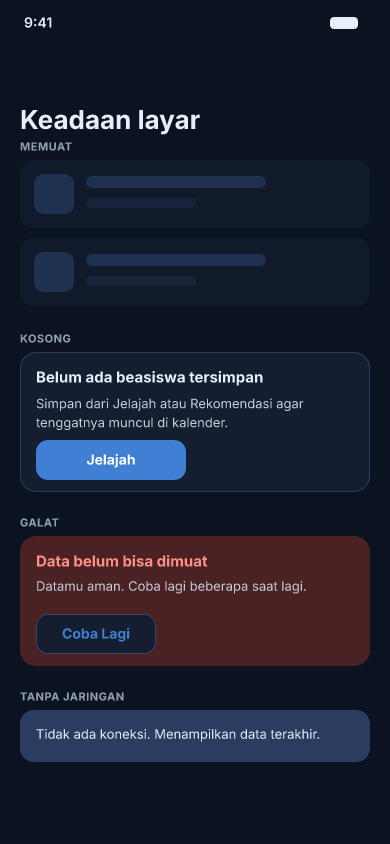 9:41
Keadaan layar
MEMUAT
KOSONG
Belum ada beasiswa tersimpan
Simpan dari Jelajah atau Rekomendasi agar
tenggatnya muncul di kalender.
Jelajah
GALAT
Data belum bisa dimuat
Datamu aman. Coba lagi beberapa saat lagi.
Coba Lagi
TANPA JARINGAN
Tidak ada koneksi. Menampilkan data terakhir.